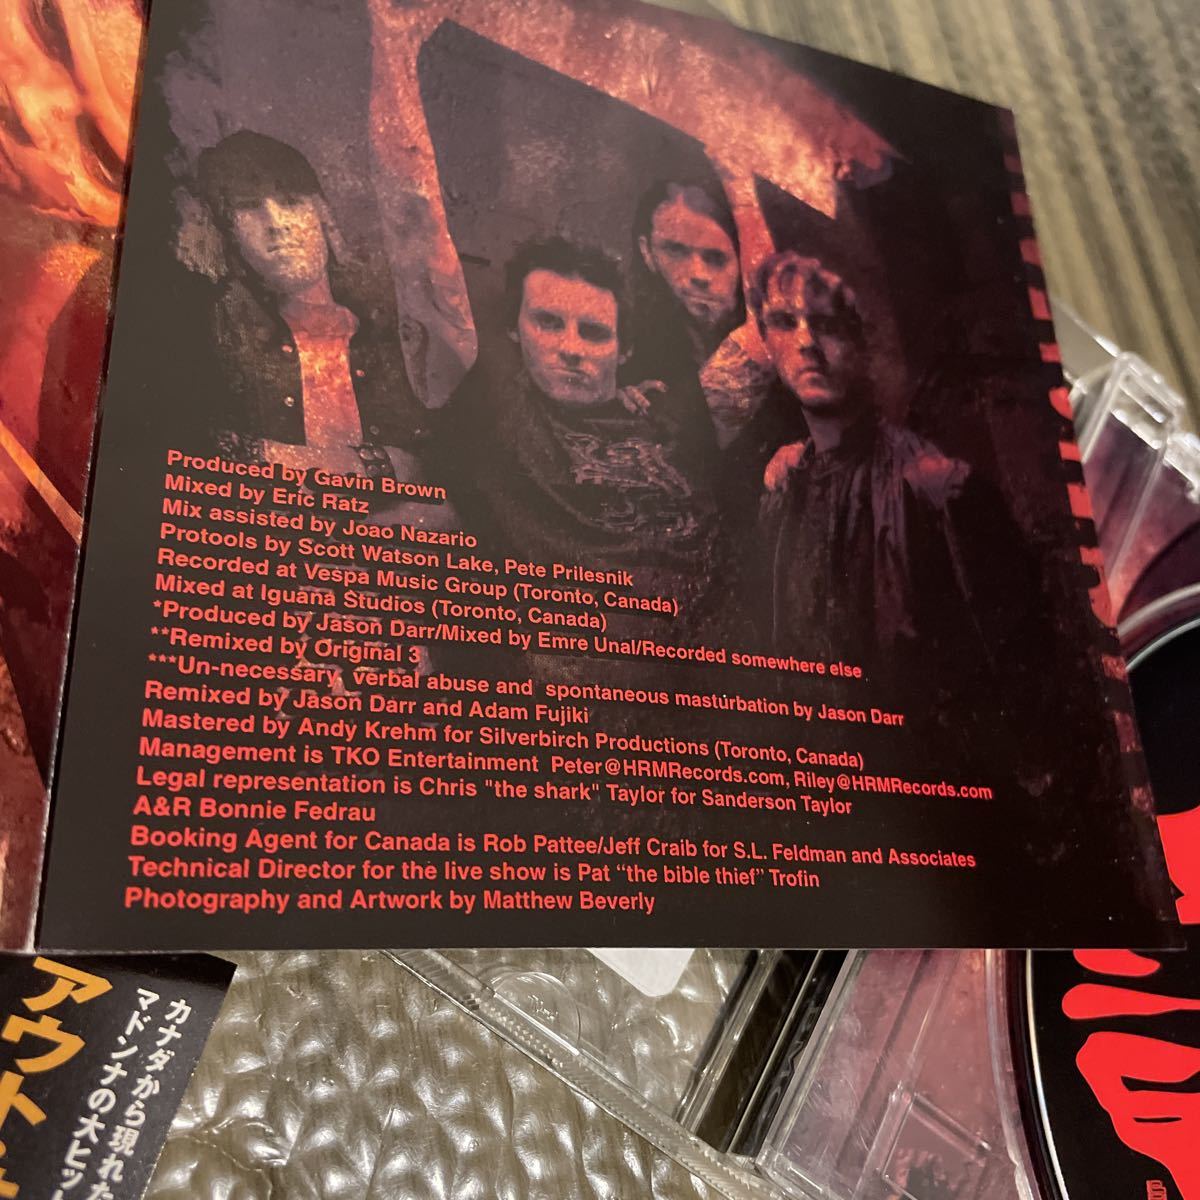 Produced by Gavin Brown
Mixed by Eric Ratz
Mix assisted by Joao Nazario
Protools by Scott Watson Lake, Pete Prilesnik
Recorded at Vespa Music Group (Toronto, Canada)
Mixed at Iguana Studios (Toronto, Canada)
*Produced by Jason Darr/Mixed by Emre Unal/Recorded somewhere else
**Remixed by Original 3
***Un-necessary, verbal abuse and spontaneous masturbation by Jason Darr
Remixed by Jason Darr and Adam Fujiki
Mastered by Andy Krehm for Silverbirch Productions (Toronto, Canada)
Management is TKO Entertainment Peter@HRMRecords.com, Riley@HRMRecords.com
Legal representation is Chris "the shark" Taylor for Sanderson Taylor
A&R Bonnie Fedrau
Booking Agent for Canada is Rob Pattee/Jeff Craib for S.L. Feldman and Associates
Technical Director for the live show is Pat “the bible thief” Trofin
Photography and Artwork by Matthew Beverly
カナダから現れた
マドンナの大ヒッ
アウト